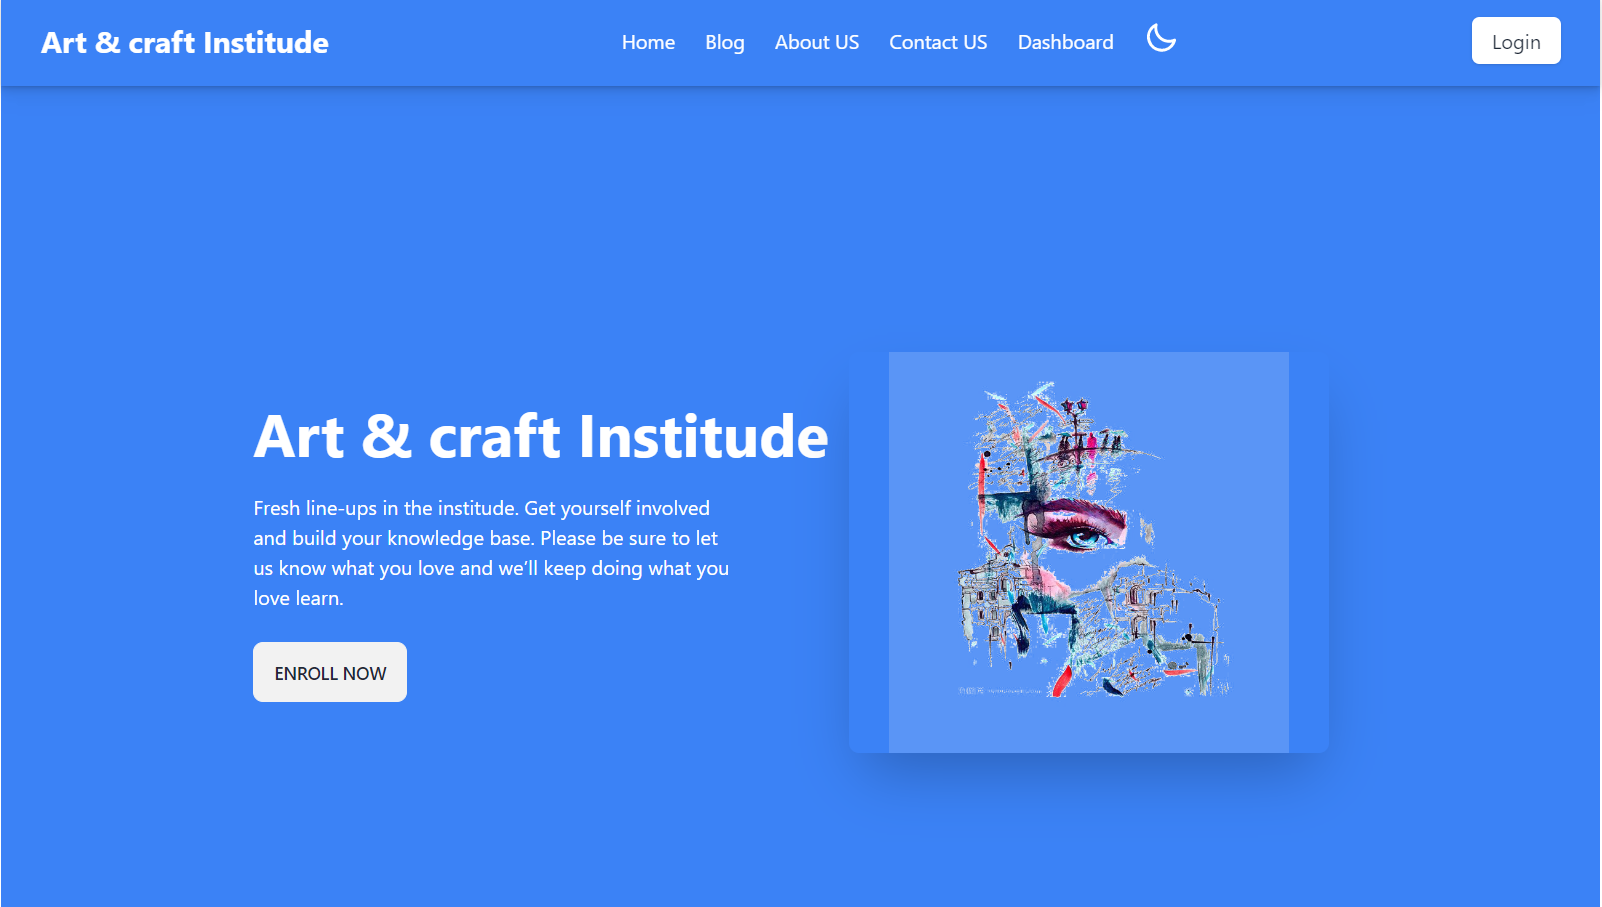 Art & craft Institude
Home Blog About US Contact US Dashboard
Login
Art & craft Institude
Fresh line-ups in the institude. Get yourself involved
and build your knowledge base. Please be sure to let
us know what you love and we’ll keep doing what you
love learn.
ENROLL NOW